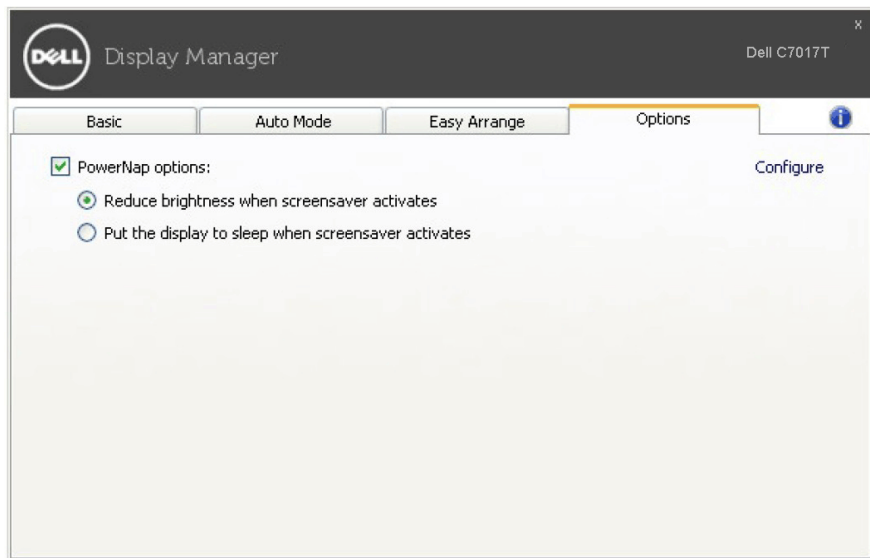 DELL Display Manager
x
Dell C7017T
Basic Auto Mode Easy Arrange Options i
PowerNap options: Configure
Reduce brightness when screensaver activates
Put the display to sleep when screensaver activates